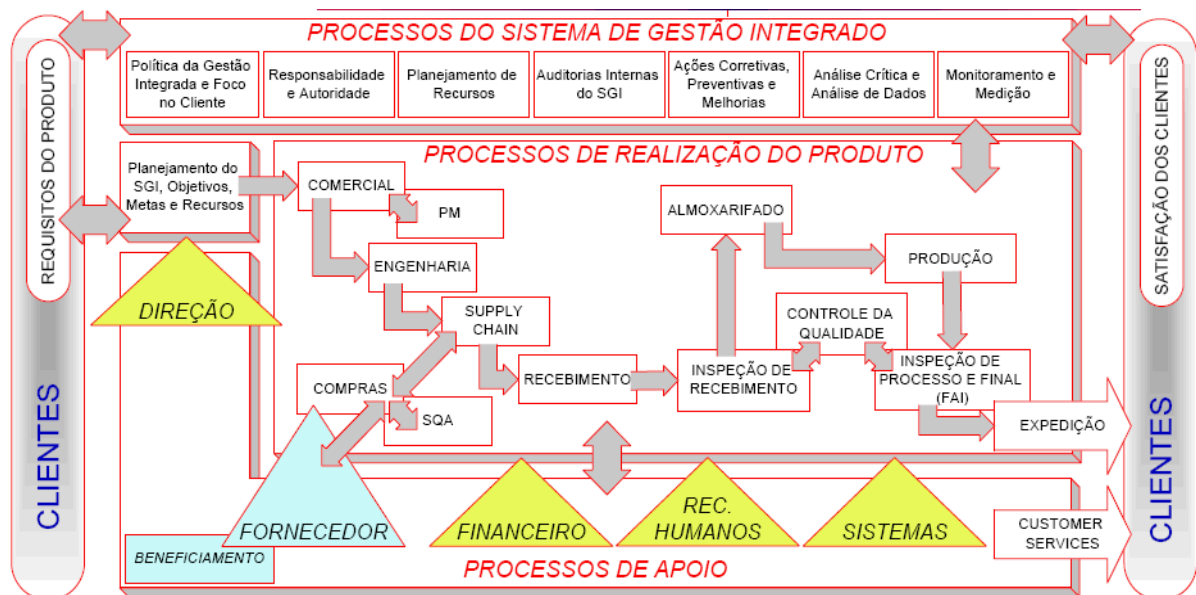 PROCESSOS DO SISTEMA DE GESTÃO INTEGRADO
Política da Gestão
Integrada e Foco
no Cliente
Responsabilidade
e Autoridade
Planejamento de
Recursos
Auditorias Internas
do SGI
Ações Corretivas,
Preventivas e
Melhorias
Análise Crítica e
Análise de Dados
Monitoramento e
Medição
REQUISITOS DO PRODUTO
CLIENTES
Planejamento do
SGI, Objetivos,
Metas e Recursos
DIREÇÃO
PROCESSOS DE REALIZAÇÃO DO PRODUTO
COMERCIAL
PM
ENGENHARIA
SUPPLY
CHAIN
COMPRAS
SQA
RECEBIMENTO
INSPEÇÃO DE
RECEBIMENTO
ALMOXARIFADO
PRODUÇÃO
CONTROLE DA
QUALIDADE
INSPEÇÃO DE
PROCESSO E FINAL
(FAI)
EXPEDIÇÃO
FORNECEDOR
BENEFICIAMENTO
FINANCEIRO
REC.
HUMANOS
SISTEMAS
CUSTOMER
SERVICES
PROCESSOS DE APOIO
SATISFAÇÃO DOS CLIENTES
CLIENTES